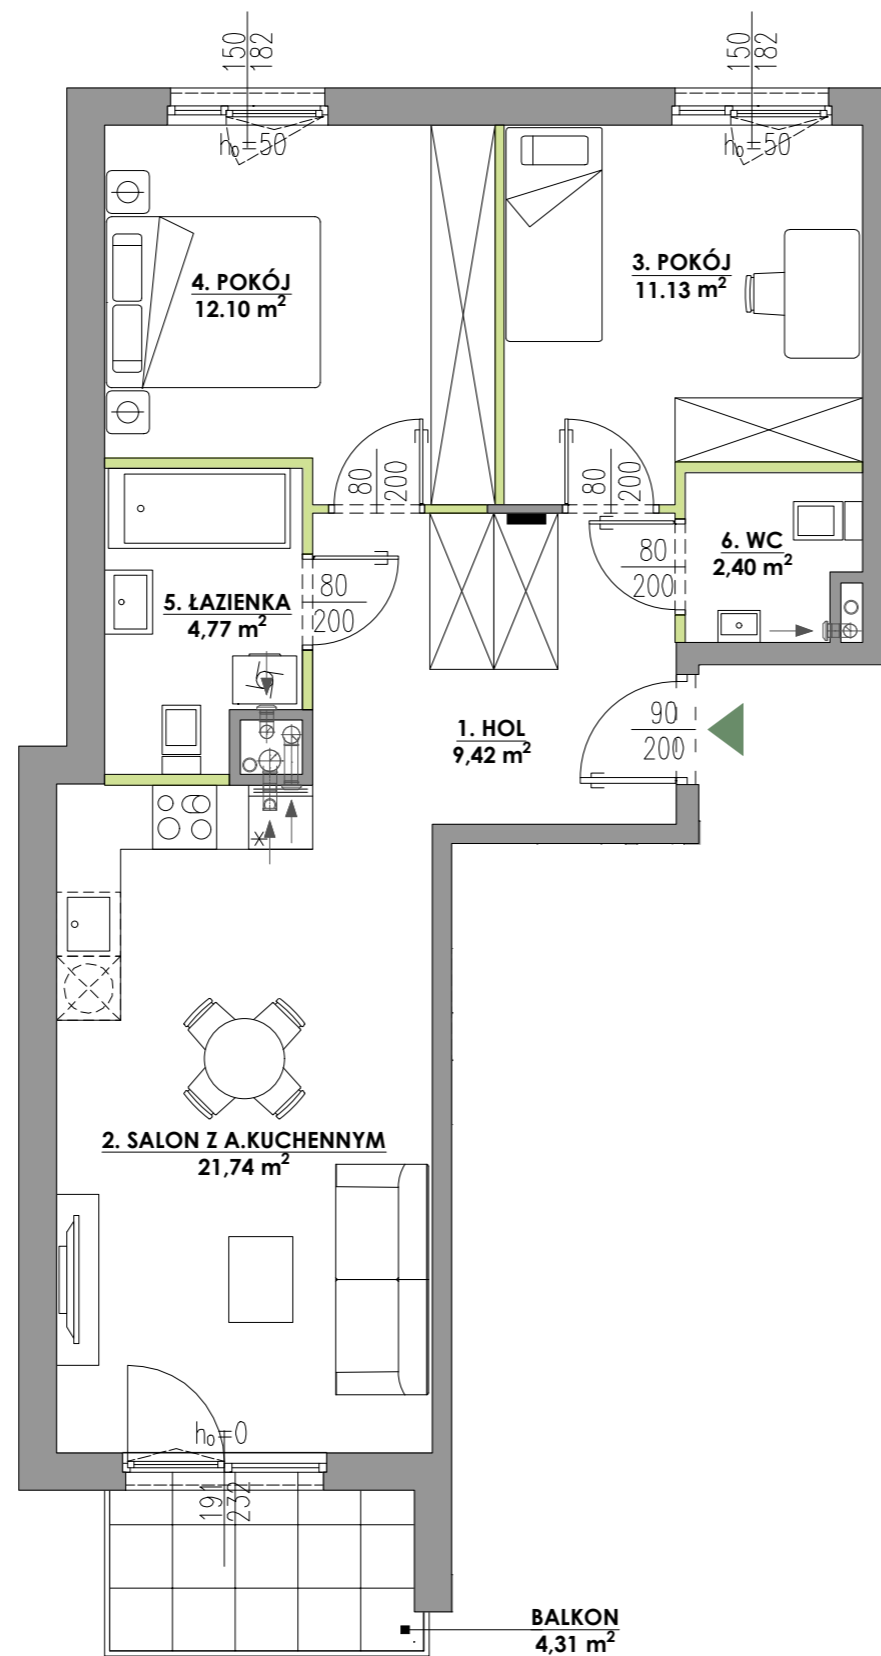 150
182
150
182
h₀=50
h₀=50
4. POKÓJ
12.10 m²
3. POKÓJ
11.13 m²
80
200
80
200
6. WC
2,40 m²
80
200
80
200
5. ŁAZIENKA
4,77 m²
1. HOL
9,42 m²
90
200
2. SALON Z A.KUCHENNYM
21,74 m²
h₀=0
191
232
BALKON
4,31 m²